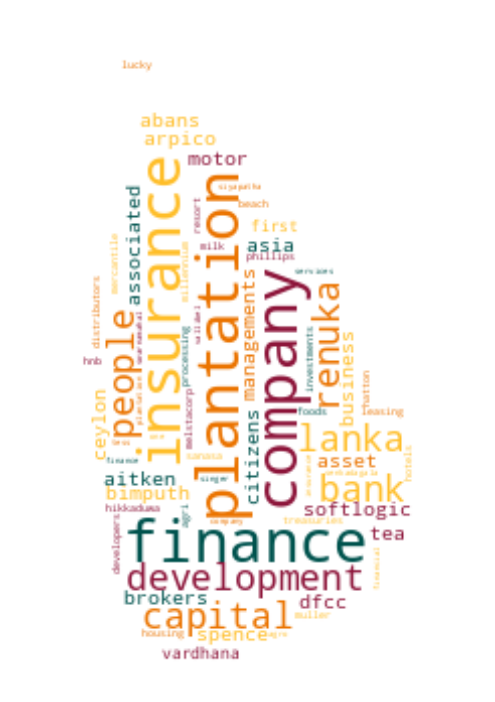 lucky
abans
arpico
motor
insurance
plantation
siyapatha
associated
beach
resort
first
asia
milk
phillips
mercantile
millennium
services
company
managements
distributors
renuka
people
processing
investments
business
hnb
hatton
ceylon
melstacorp
citizens
foods
leasing
lanka
sanasa
finance
asset
hotels
aitken
singer
bank
bimputh
hikkaduwa
agri
softlogic
company
treasuries
finance
tea
developers
financial
development
brokers
dfcc
capital
muller
housing
spence
agro
vardhana